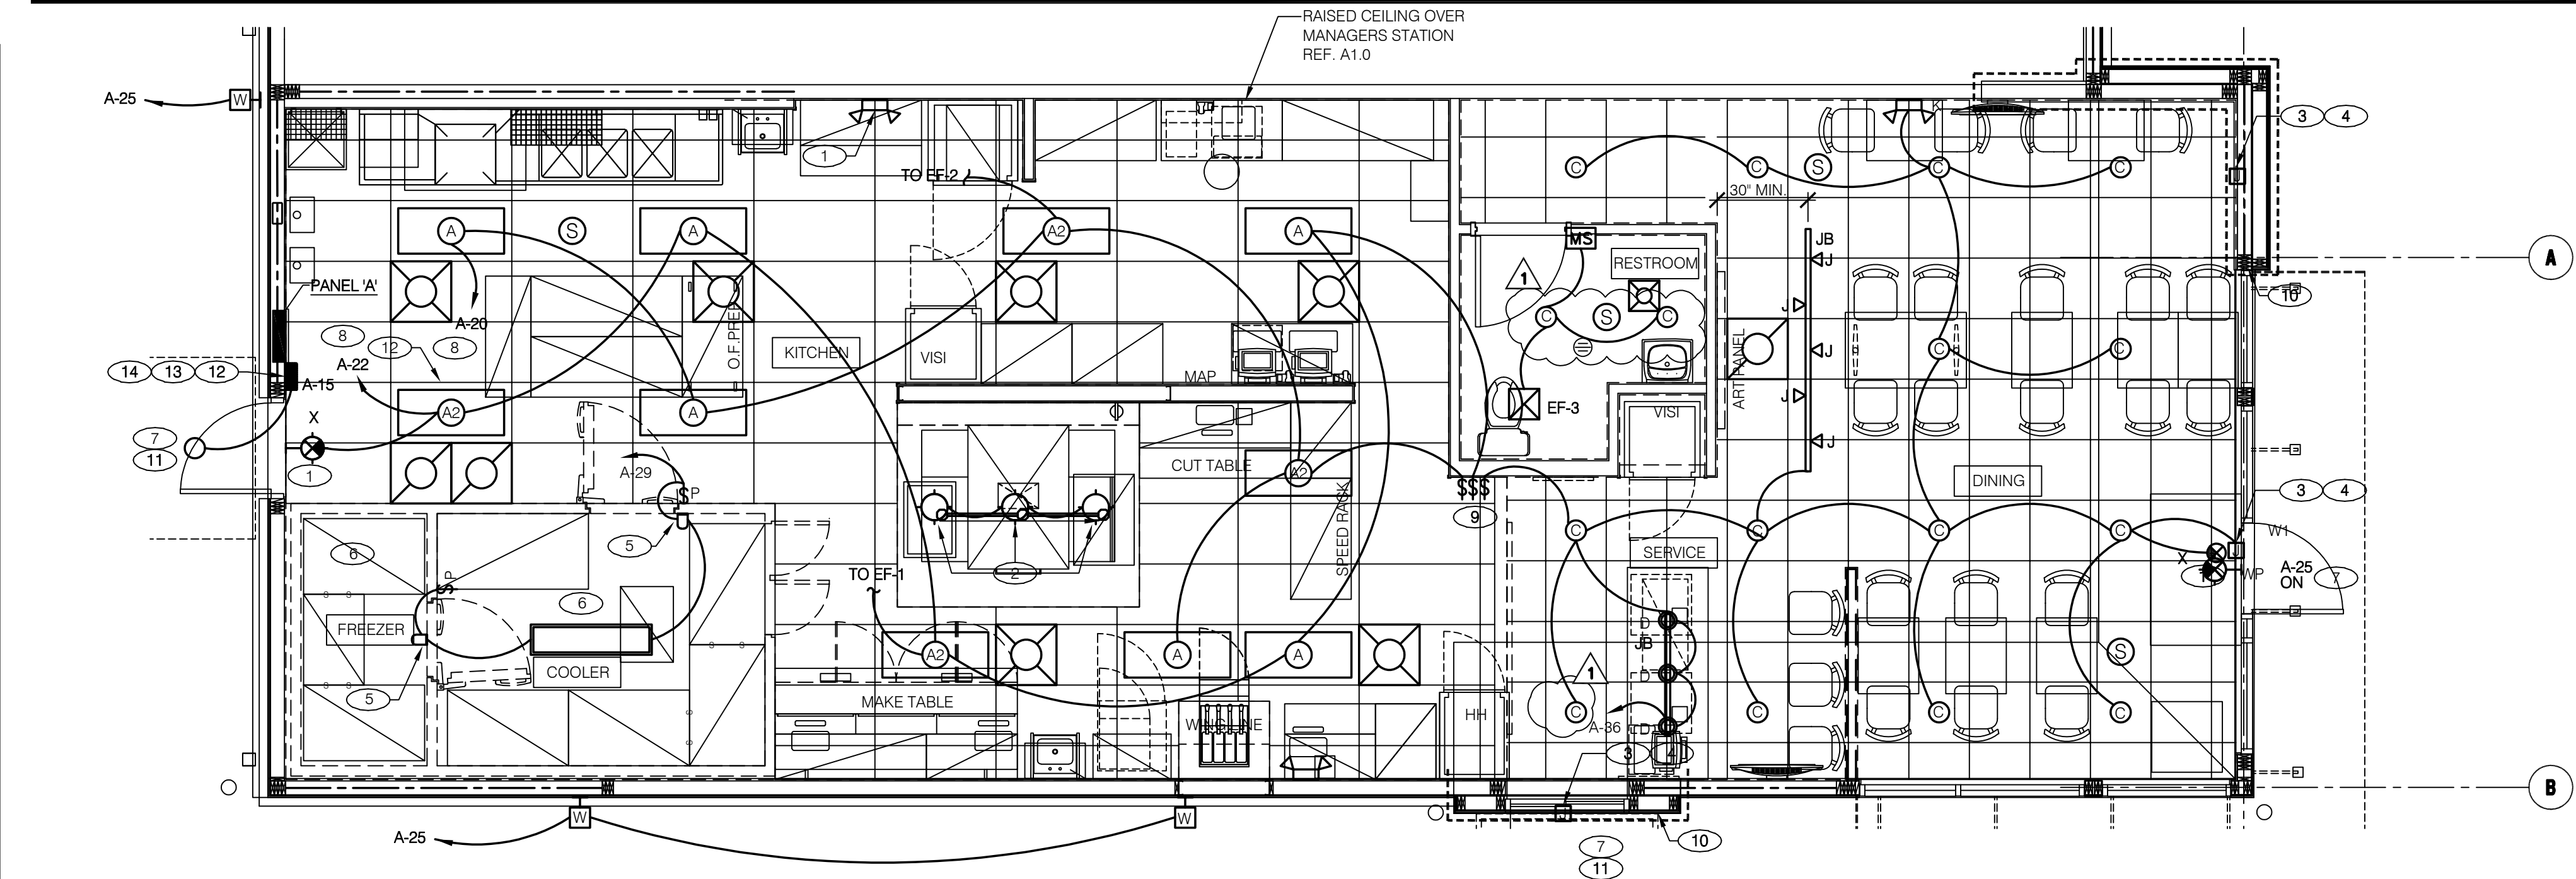 RAISED CEILING OVER
MANAGERS STATION
REF. A1.0
A-25
W
1
K
3 4
J
TO EF-2
C C S C C
30" MIN.
A S A A2 A
MS
JB
J
1
RESTROOM
A
PANEL 'A'
10
A-20
J
C S C
8
12
8
O.F.PREP
KITCHEN
VISI
ART PANEL
J
C C
14 13 12
A-15
A-22
MAP
J
A2 A
EF-3
VISI
X
7
11
1
J
A-29
CUT TABLE
A2
DINING
$P
$$$
9
3 4
SPEED RACK
C C C C
W1
5
6
SERVICE
J
X
1
WP
A-25
ON
7
2
$P
TO EF-1
6
FREEZER
D
JB
COOLER
A2 A A
S
1
D
5
MAKE TABLE
HH
C C C C
WING LINE
A-36
D
3 4
B
W W
J
A-25
7
11
10